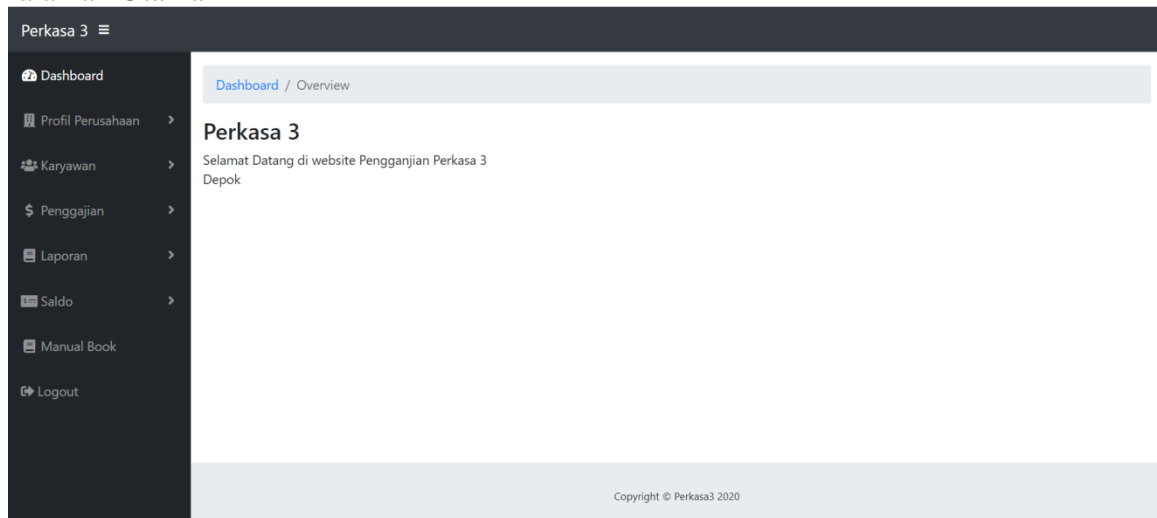 Perkasa 3
Dashboard
Profil Perusahaan
Karyawan
Penggajian
Laporan
Saldo
Manual Book
Logout
Dashboard / Overview
Perkasa 3
Selamat Datang di website Pengganjian Perkasa 3
Depok
Copyright © Perkasa3 2020